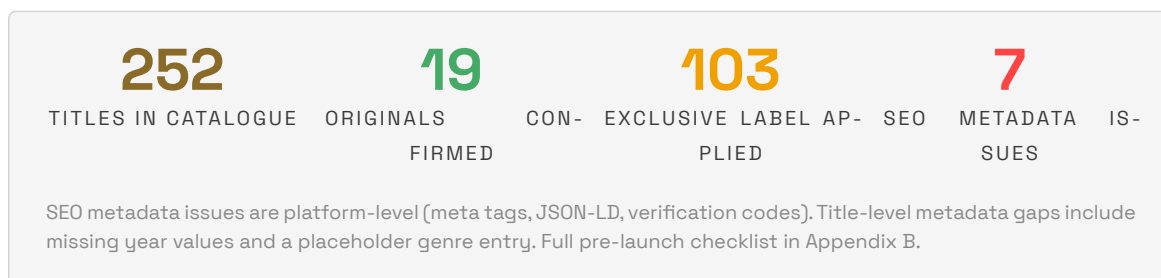 252 19 103 7
TITLES IN CATALOGUE ORIGINALS CON- EXCLUSIVE LABEL AP- SEO METADATA IS-
FIRMED PLIED SUES
SEO metadata issues are platform-level (meta tags, JSON-LD, verification codes). Title-level metadata gaps include
missing year values and a placeholder genre entry. Full pre-launch checklist in Appendix B.